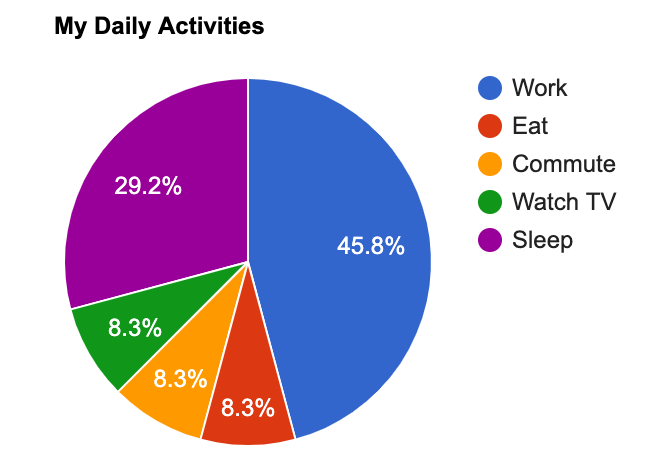 My Daily Activities
Work
Eat
Commute
Watch TV
Sleep
29.2%
45.8%
8.3%
8.3%
8.3%